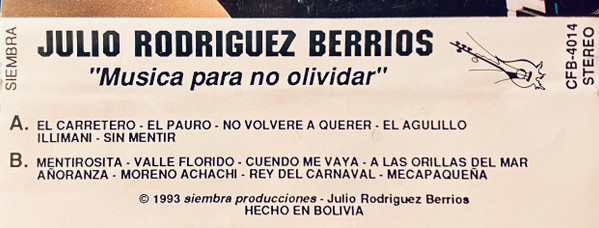 SIEMBRA
JULIO RODRIGUEZ BERRIOS
"Musica para no olividar"
CFB-4014
STEREO
A. EL CARRETERO - EL PAURO - NO VOLVERE A QUERER - EL AGULILLO
ILLIMANI - SIN MENTIR
B. MENTIROSITA - VALLE FLORIDO - CUENDO ME VAYA - A LAS ORILLAS DEL MAR
AÑORANZA - MORENO ACHACHI - REY DEL CARNAVAL - MECAPAQUEÑA
© 1993 siembra producciones - Julio Rodriguez Berrios
HECHO EN BOLIVIA